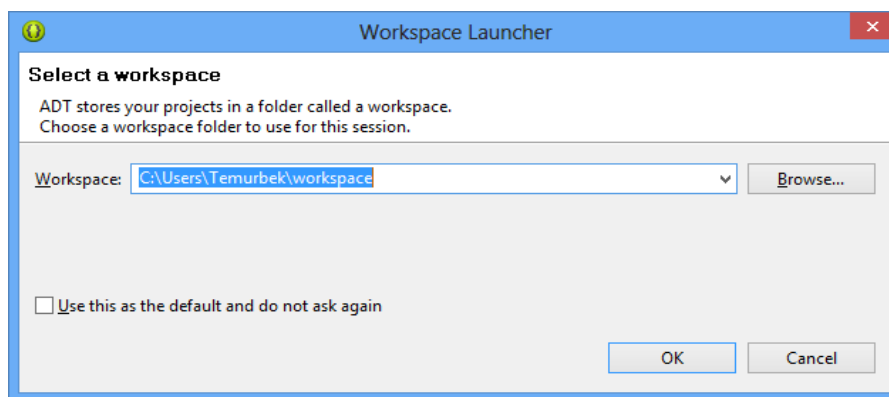 Workspace Launcher
Select a workspace
ADT stores your projects in a folder called a workspace.
Choose a workspace folder to use for this session.
Workspace: C:\Users\Temurbek\workspace Browse...
Use this as the default and do not ask again
OK Cancel